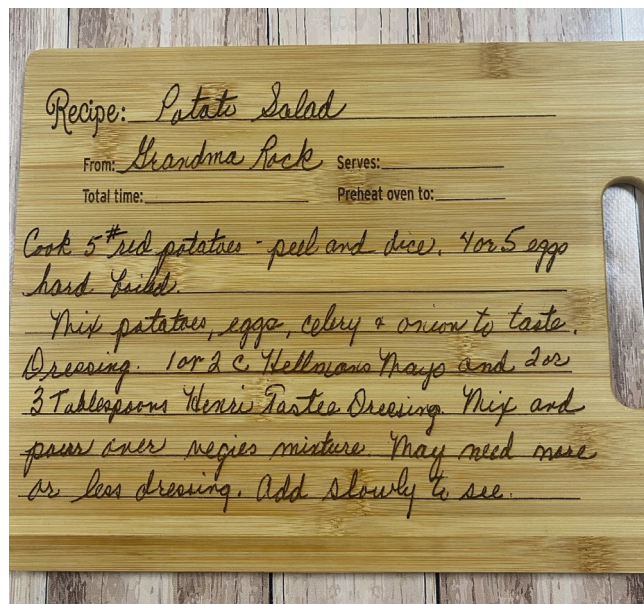 Recipe: Potato Salad
From: Grandma Rock Serves:
Total time: Preheat oven to:
Cook 5# red potatoes - peel and dice. 4 or 5 eggs
hard boiled.
Mix potatoes, eggs, celery & onion to taste.
Dressing. 1 or 2 c Hellmans Mayo and 2 or
3 Tablespoons Henri Tastee Dressing. Mix and
pour over vegies mixture. May need more
or less dressing. Add slowly to see.